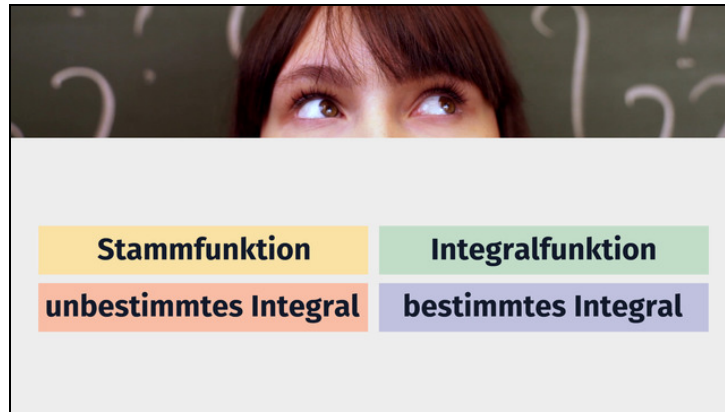 Stammfunktion
Integralfunktion
unbestimmtes Integral
bestimmtes Integral